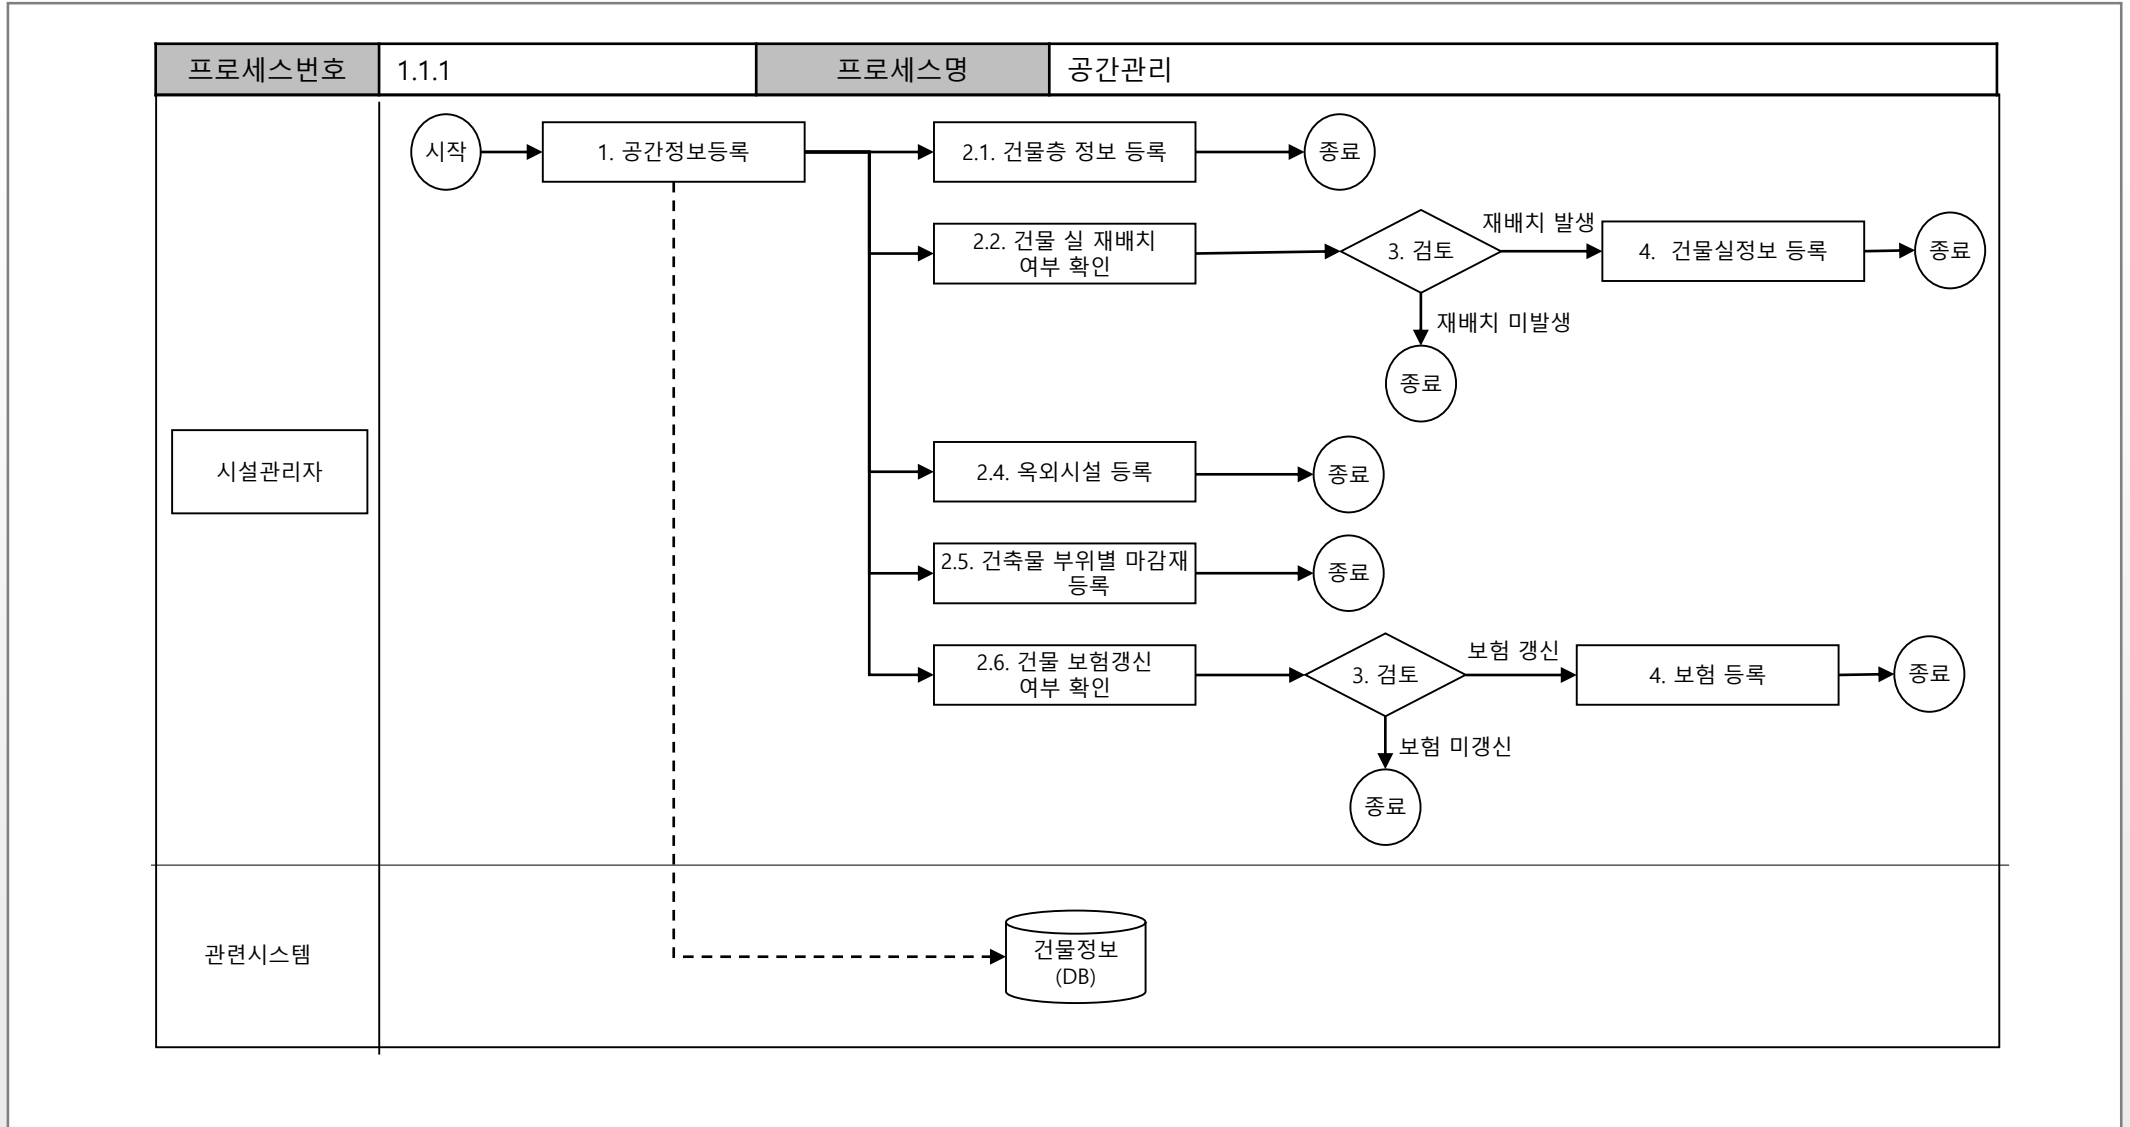 프로세스번호
1.1.1
프로세스명
공간관리
시작
1. 공간정보등록
2.1. 건물층 정보 등록
종료
2.2. 건물 실 재배치
여부 확인
3. 검토
재배치 발생
4. 건물실정보 등록
종료
재배치 미발생
종료
시설관리자
2.4. 옥외시설 등록
종료
2.5. 건축물 부위별 마감재
등록
종료
2.6. 건물 보험갱신
여부 확인
3. 검토
보험 갱신
4. 보험 등록
종료
보험 미갱신
종료
관련시스템
건물정보
(DB)